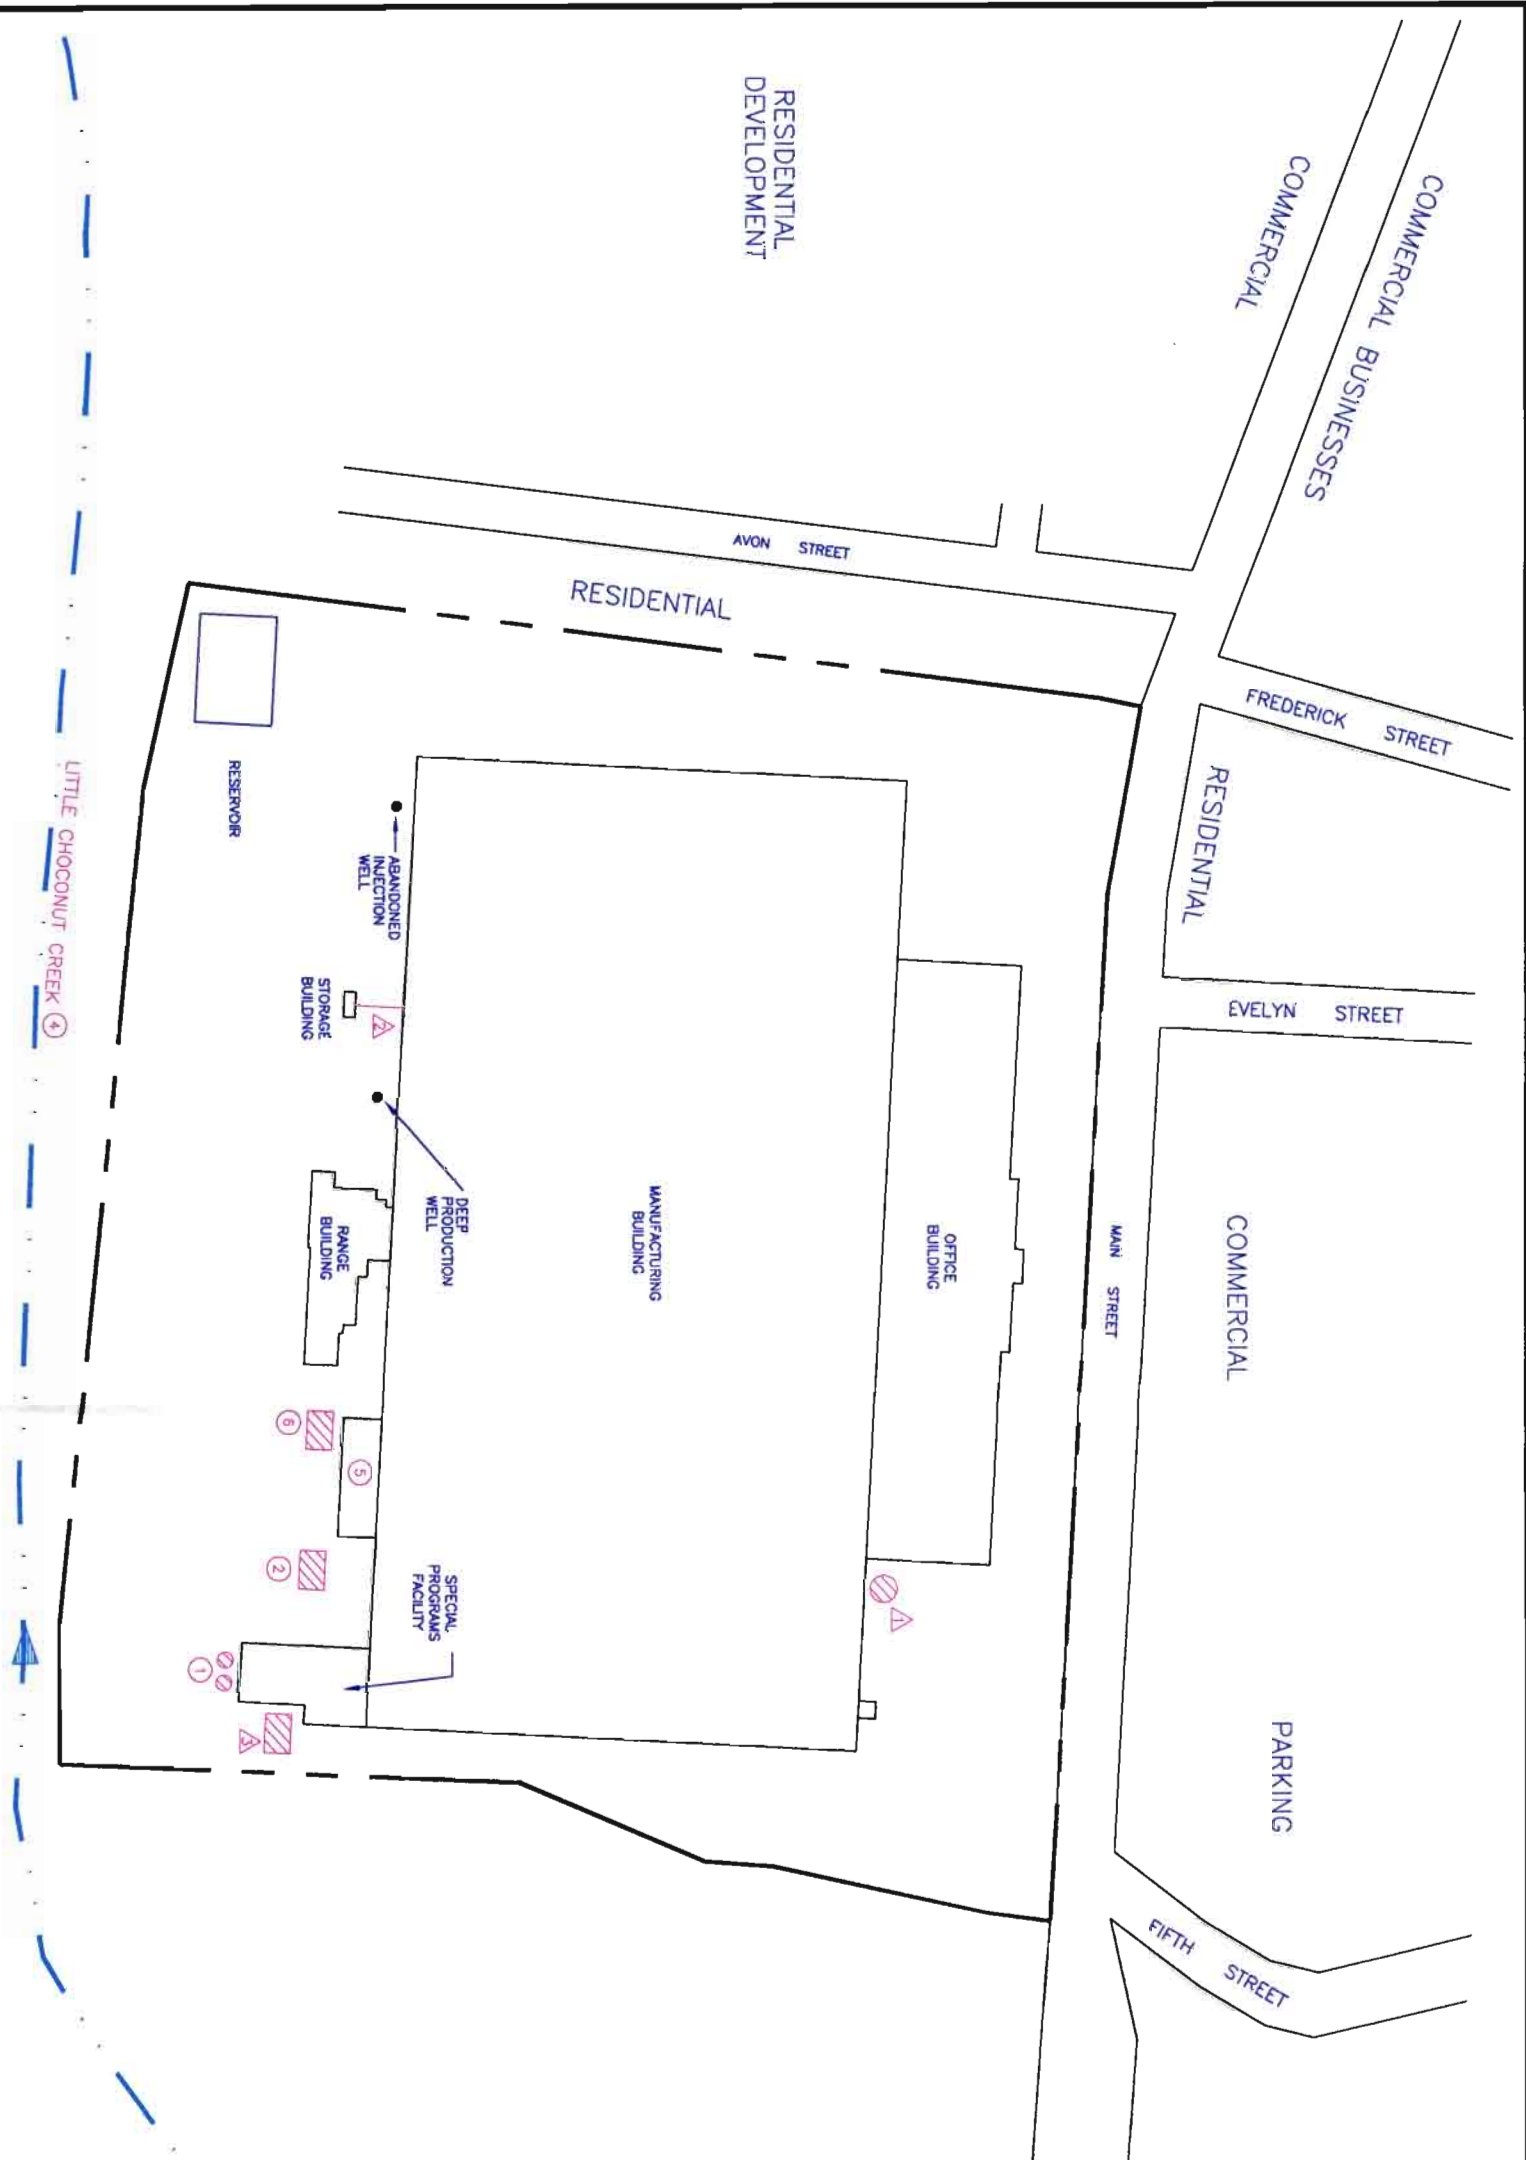 COMMERCIAL BUSINESSES
COMMERCIAL
RESIDENTIAL
DEVELOPMENT
AVON STREET
RESIDENTIAL
FREDERICK STREET
RESIDENTIAL
EVELYN STREET
COMMERCIAL
MAIN STREET
PARKING
FIFTH STREET
OFFICE
BUILDING
MANUFACTURING
BUILDING
1
DEEP
PRODUCTION
WELL
ABANDONED
INJECTION
WELL
2
STORAGE
BUILDING
RANGE
BUILDING
RESERVOIR
5
6
2
SPECIAL
PROGRAMS
FACILITY
1
3
LITTLE CHOCONUT CREEK 4